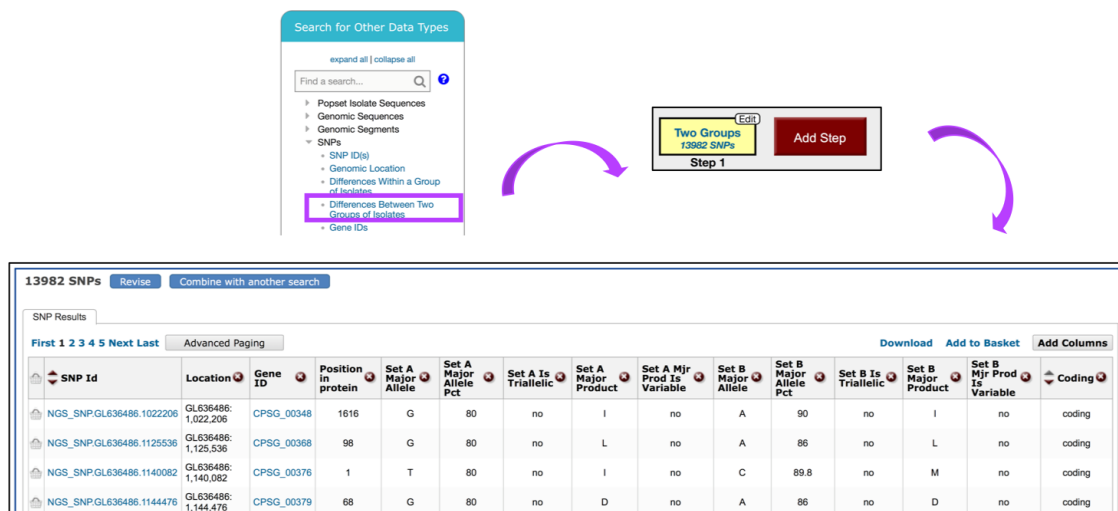 Search for Other Data Types
expand all | collapse all
Find a search...
?
Popset Isolate Sequences
Genomic Sequences
Genomic Segments
SNPs
SNP ID(s)
Genomic Location
Differences Within a Group
of Isolates
Differences Between Two
Groups of Isolates
Gene IDs
Edit
Two Groups
13982 SNPs
Add Step
Step 1
13982 SNPs Revise Combine with another search
SNP Results
First 1 2 3 4 5 Next Last Advanced Paging Download Add to Basket Add Columns
SNP Id Location Gene ID Position in protein Set A Major Allele Set A Major Allele Pct Set A Is Triallelic Set A Major Product Set A Mjr Prod Is Variable Set B Major Allele Set B Major Allele Pct Set B Is Triallelic Set B Major Product Set B Mjr Prod Is Variable Coding
NGS_SNP.GL636486.1022206 GL636486: 1,022,206 CPSG_00348 1616 G 80 no I no A 90 no I no coding
NGS_SNP.GL636486.1125536 GL636486: 1,125,536 CPSG_00368 98 G 80 no L no A 86 no L no coding
NGS_SNP.GL636486.1140082 GL636486: 1,140,082 CPSG_00376 1 T 80 no I no C 89.8 no M no coding
NGS_SNP.GL636486.1144476 GL636486: 1,144,476 CPSG_00379 68 G 80 no D no A 86 no D no coding